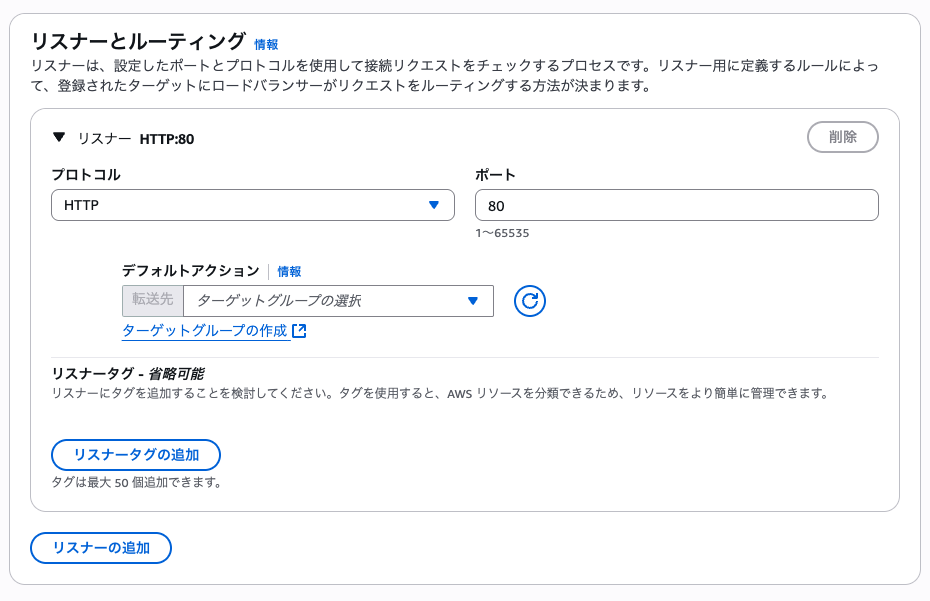 リスナーとルーティング 情報
リスナーは、設定したポートとプロトコルを使用して接続リクエストをチェックするプロセスです。リスナー用に定義するルールによっ
て、登録されたターゲットにロードバランサーがリクエストをルーティングする方法が決まります。
リスナー HTTP:80
削除
プロトコル
HTTP
ポート
80
1～65535
デフォルトアクション 情報
転送先 ターゲットグループの選択
ターゲットグループの作成
リスナータグ - 省略可能
リスナーにタグを追加することを検討してください。タグを使用すると、AWS リソースを分類できるため、リソースをより簡単に管理できます。
リスナータグの追加
タグは最大 50 個追加できます。
リスナーの追加